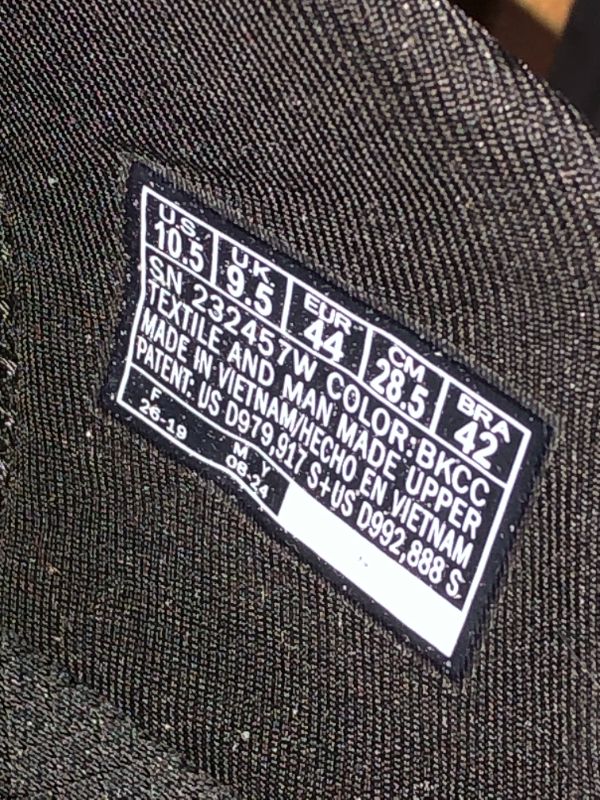 U.S. U.K. EUR CM BRA
10.5 9.5 44 28.5 42
SN 232457W COLOR:BKCC
TEXTILE AND MAN MADE UPPER
MADE IN VIETNAM/HECHO EN VIETNAM
PATENT: US D979,917 S+US D992,888 S
F M Y
26-19 08-24